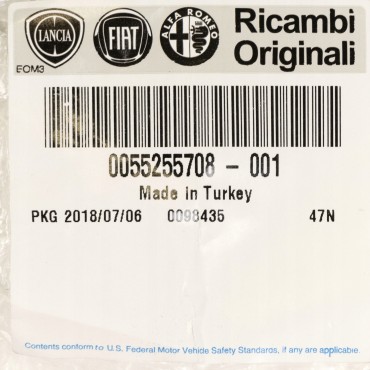 LANCIA FIAT ALFA ROMEO Ricambi
Originali
EOM3
0055255708 - 001
Made in Turkey
PKG 2018/07/06 0098435 47N
Contents conform to U.S. Federal Motor Vehicle Safety Standards, if any are applicable.